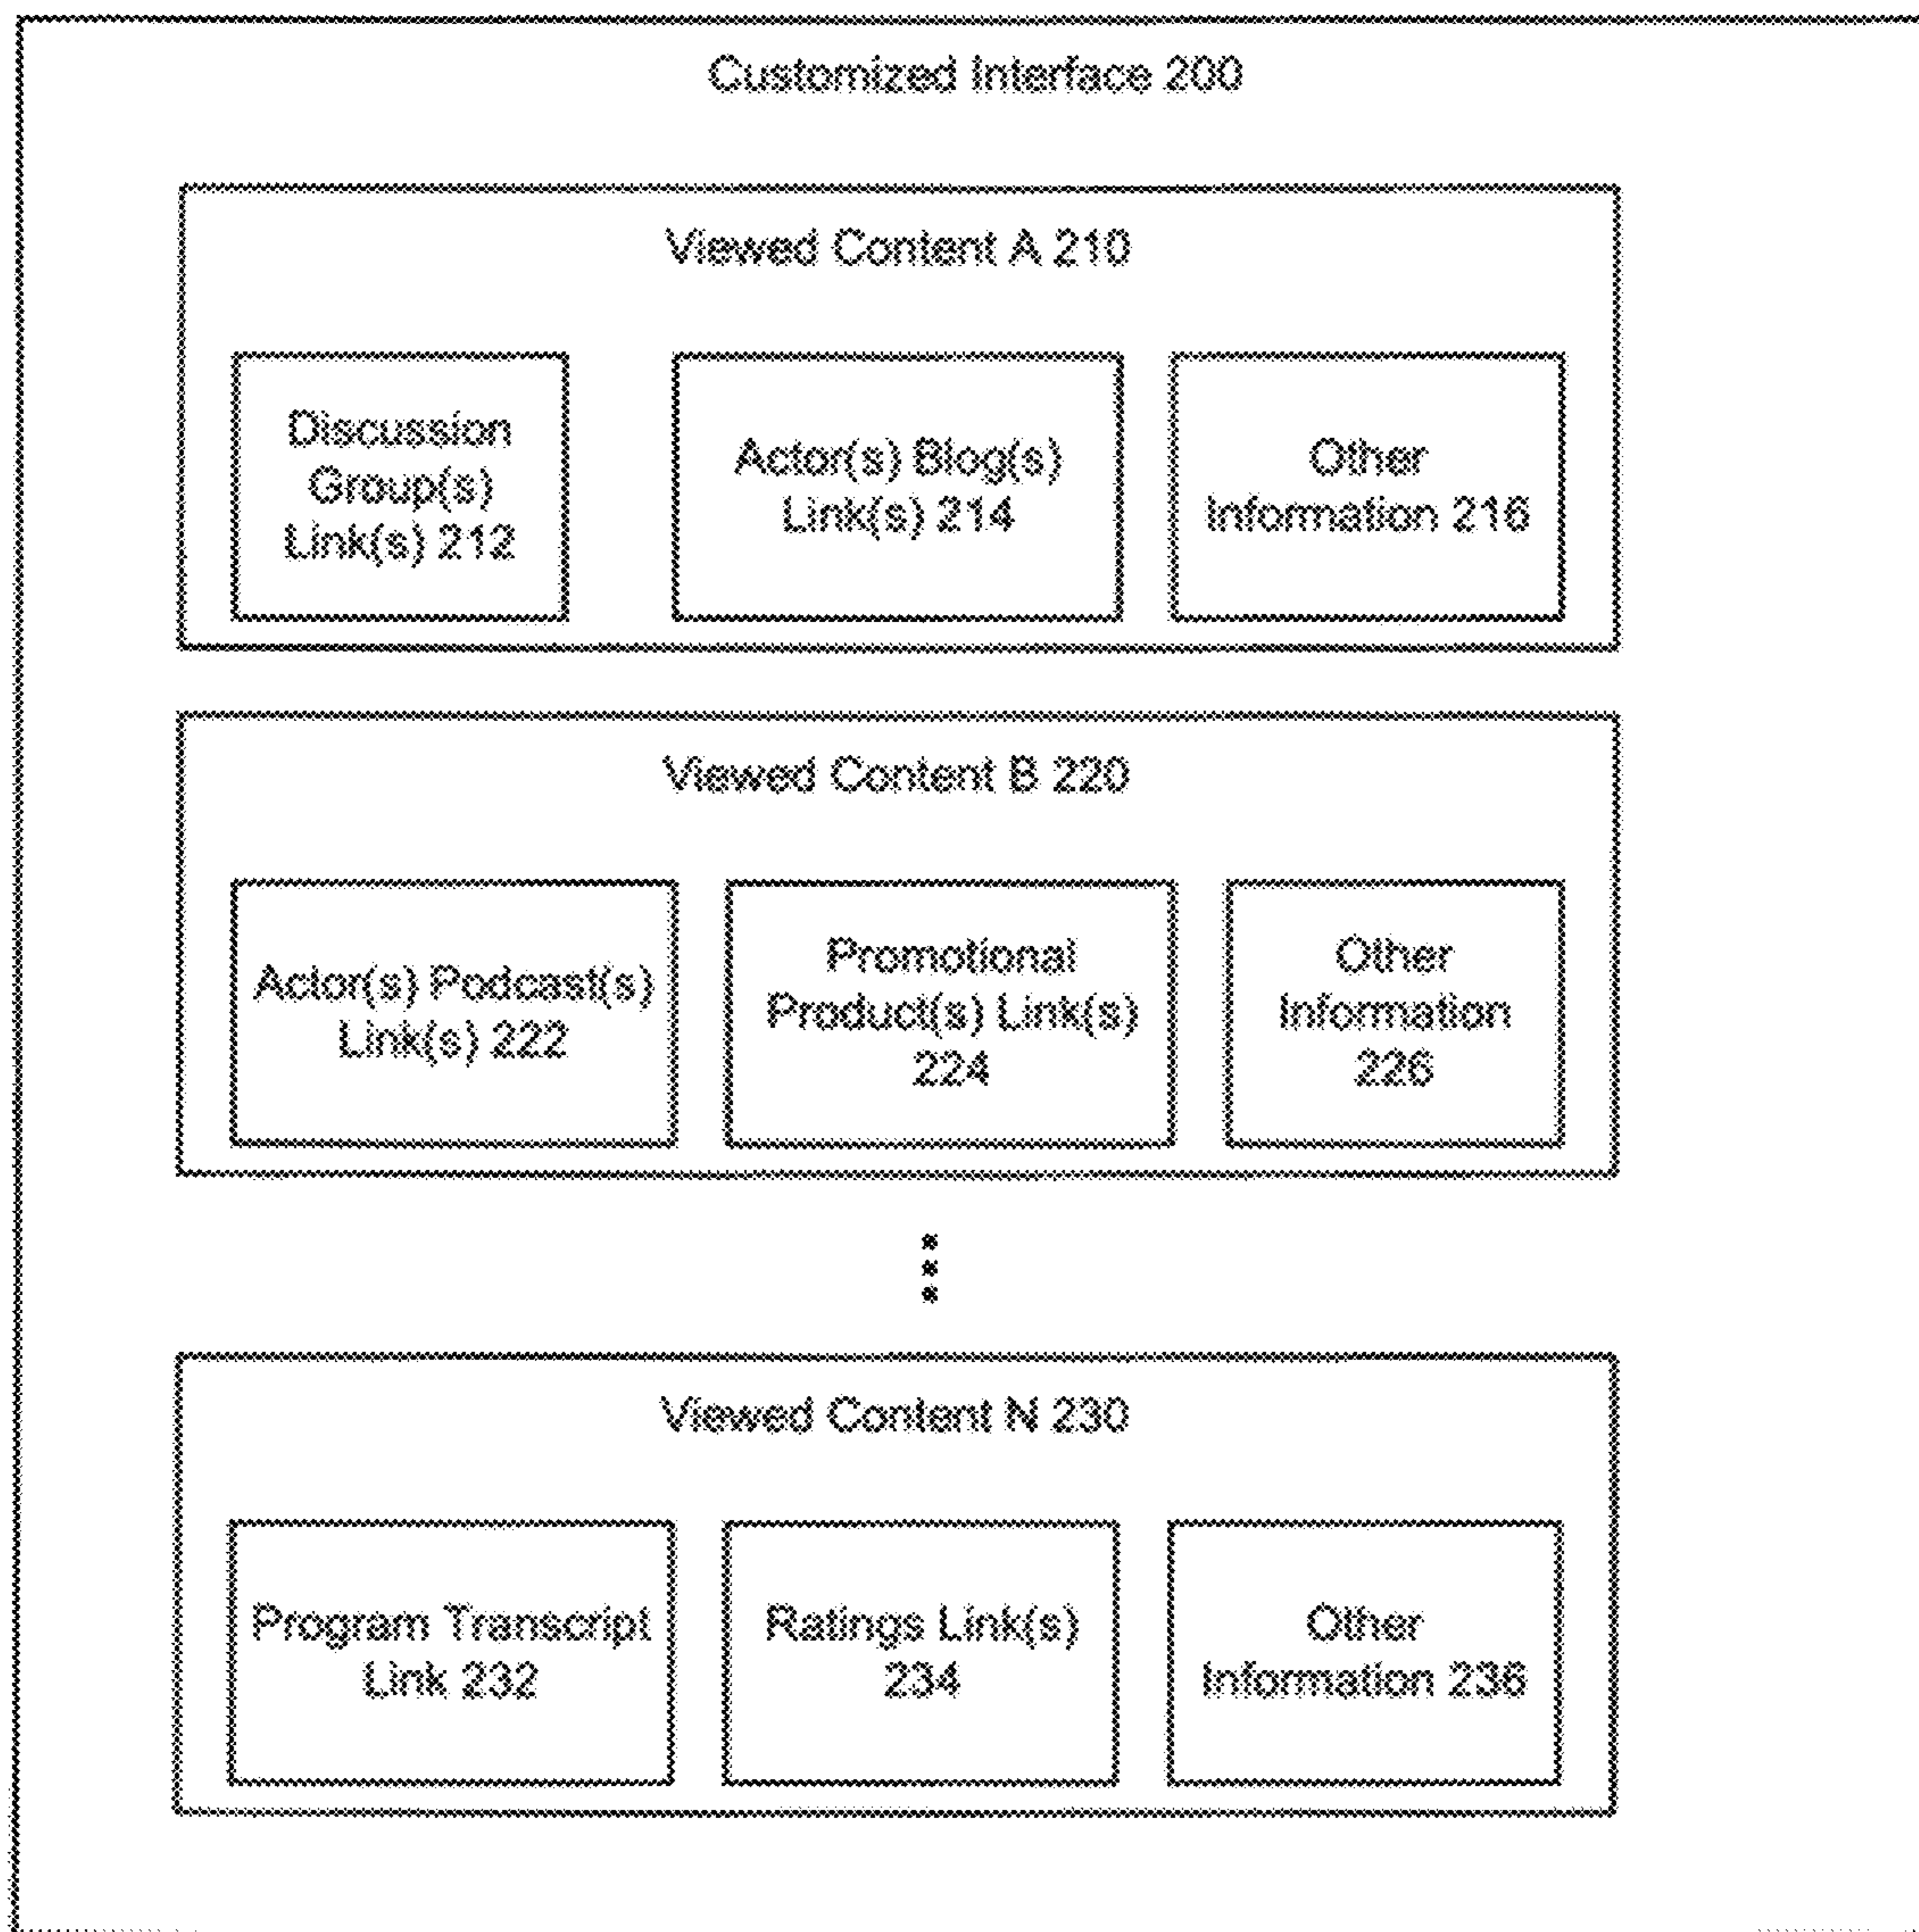 Customized Interface 200
Viewed Content A 210
Discussion
Group(s)
Link(s) 212
Actor(s) Blog(s)
Link(s) 214
Other
Information 216
Viewed Content B 220
Actor(s) Podcast(s)
Link(s) 222
Promotional
Product(s) Link(s)
224
Other
Information
226
Viewed Content N 230
Program Transcript
Link 232
Ratings Link(s)
234
Other
Information 236